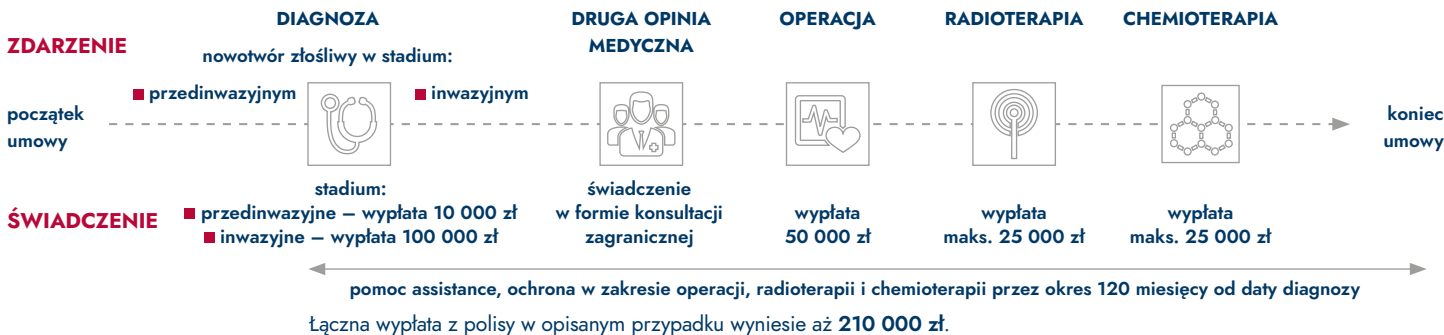 DIAGNOZA
DRUGA OPINIA
MEDYCZNA
OPERACJA
RADIOTERAPIA
CHEMIOTERAPIA
ZDARZENIE
nowotwór złośliwy w stadium:
przedinwazyjnym
inwazyjnym
początek
umowy
koniec
umowy
ŚWIADCZENIE
stadium:
przedinwazyjne – wypłata 10 000 zł
inwazyjne – wypłata 100 000 zł
świadczenie
w formie konsultacji
zagranicznej
wypłata
50 000 zł
wypłata
maks. 25 000 zł
wypłata
maks. 25 000 zł
pomoc assistance, ochrona w zakresie operacji, radioterapii i chemioterapii przez okres 120 miesięcy od daty diagnozy
Łączna wypłata z polisy w opisanym przypadku wyniesie aż 210 000 zł.